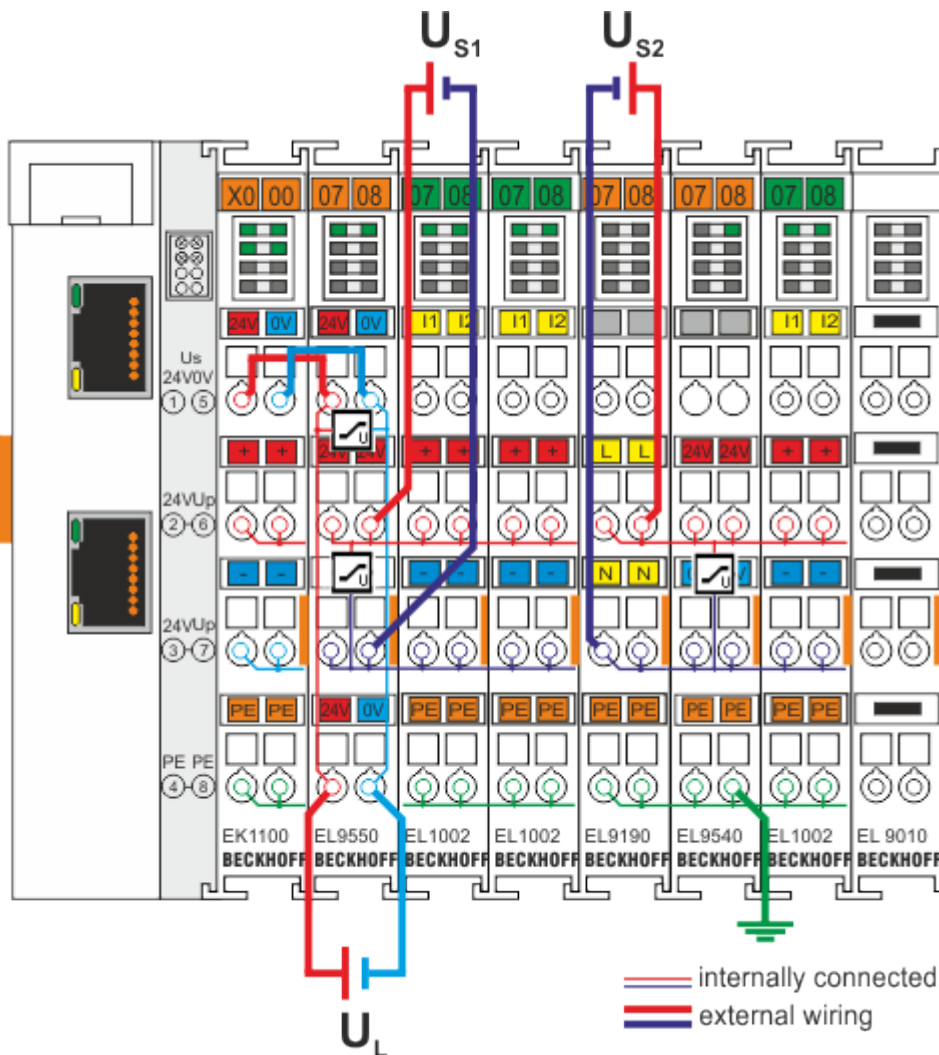 U S1 U S2
X0 00 07 08 07 08 07 08 07 08 07 08 07 08
24V 0V 24V 0V I1 I2 I1 I2 I1 I2
Us
24V0V
1 5
U
+ + 24V 24V + + + + L L 24V 24V + +
24VUp
2 6
- - U - - - - N N U - -
24VUp
3 7
PE PE 24V 0V PE PE PE PE PE PE PE PE PE PE
PE PE
4 8
EK1100 EL9550 EL1002 EL1002 EL9190 EL9540 EL1002 EL 9010
BECKHOFF BECKHOFF BECKHOFF BECKHOFF BECKHOFF BECKHOFF BECKHOFF BECKHOFF
internally connected
external wiring
U L